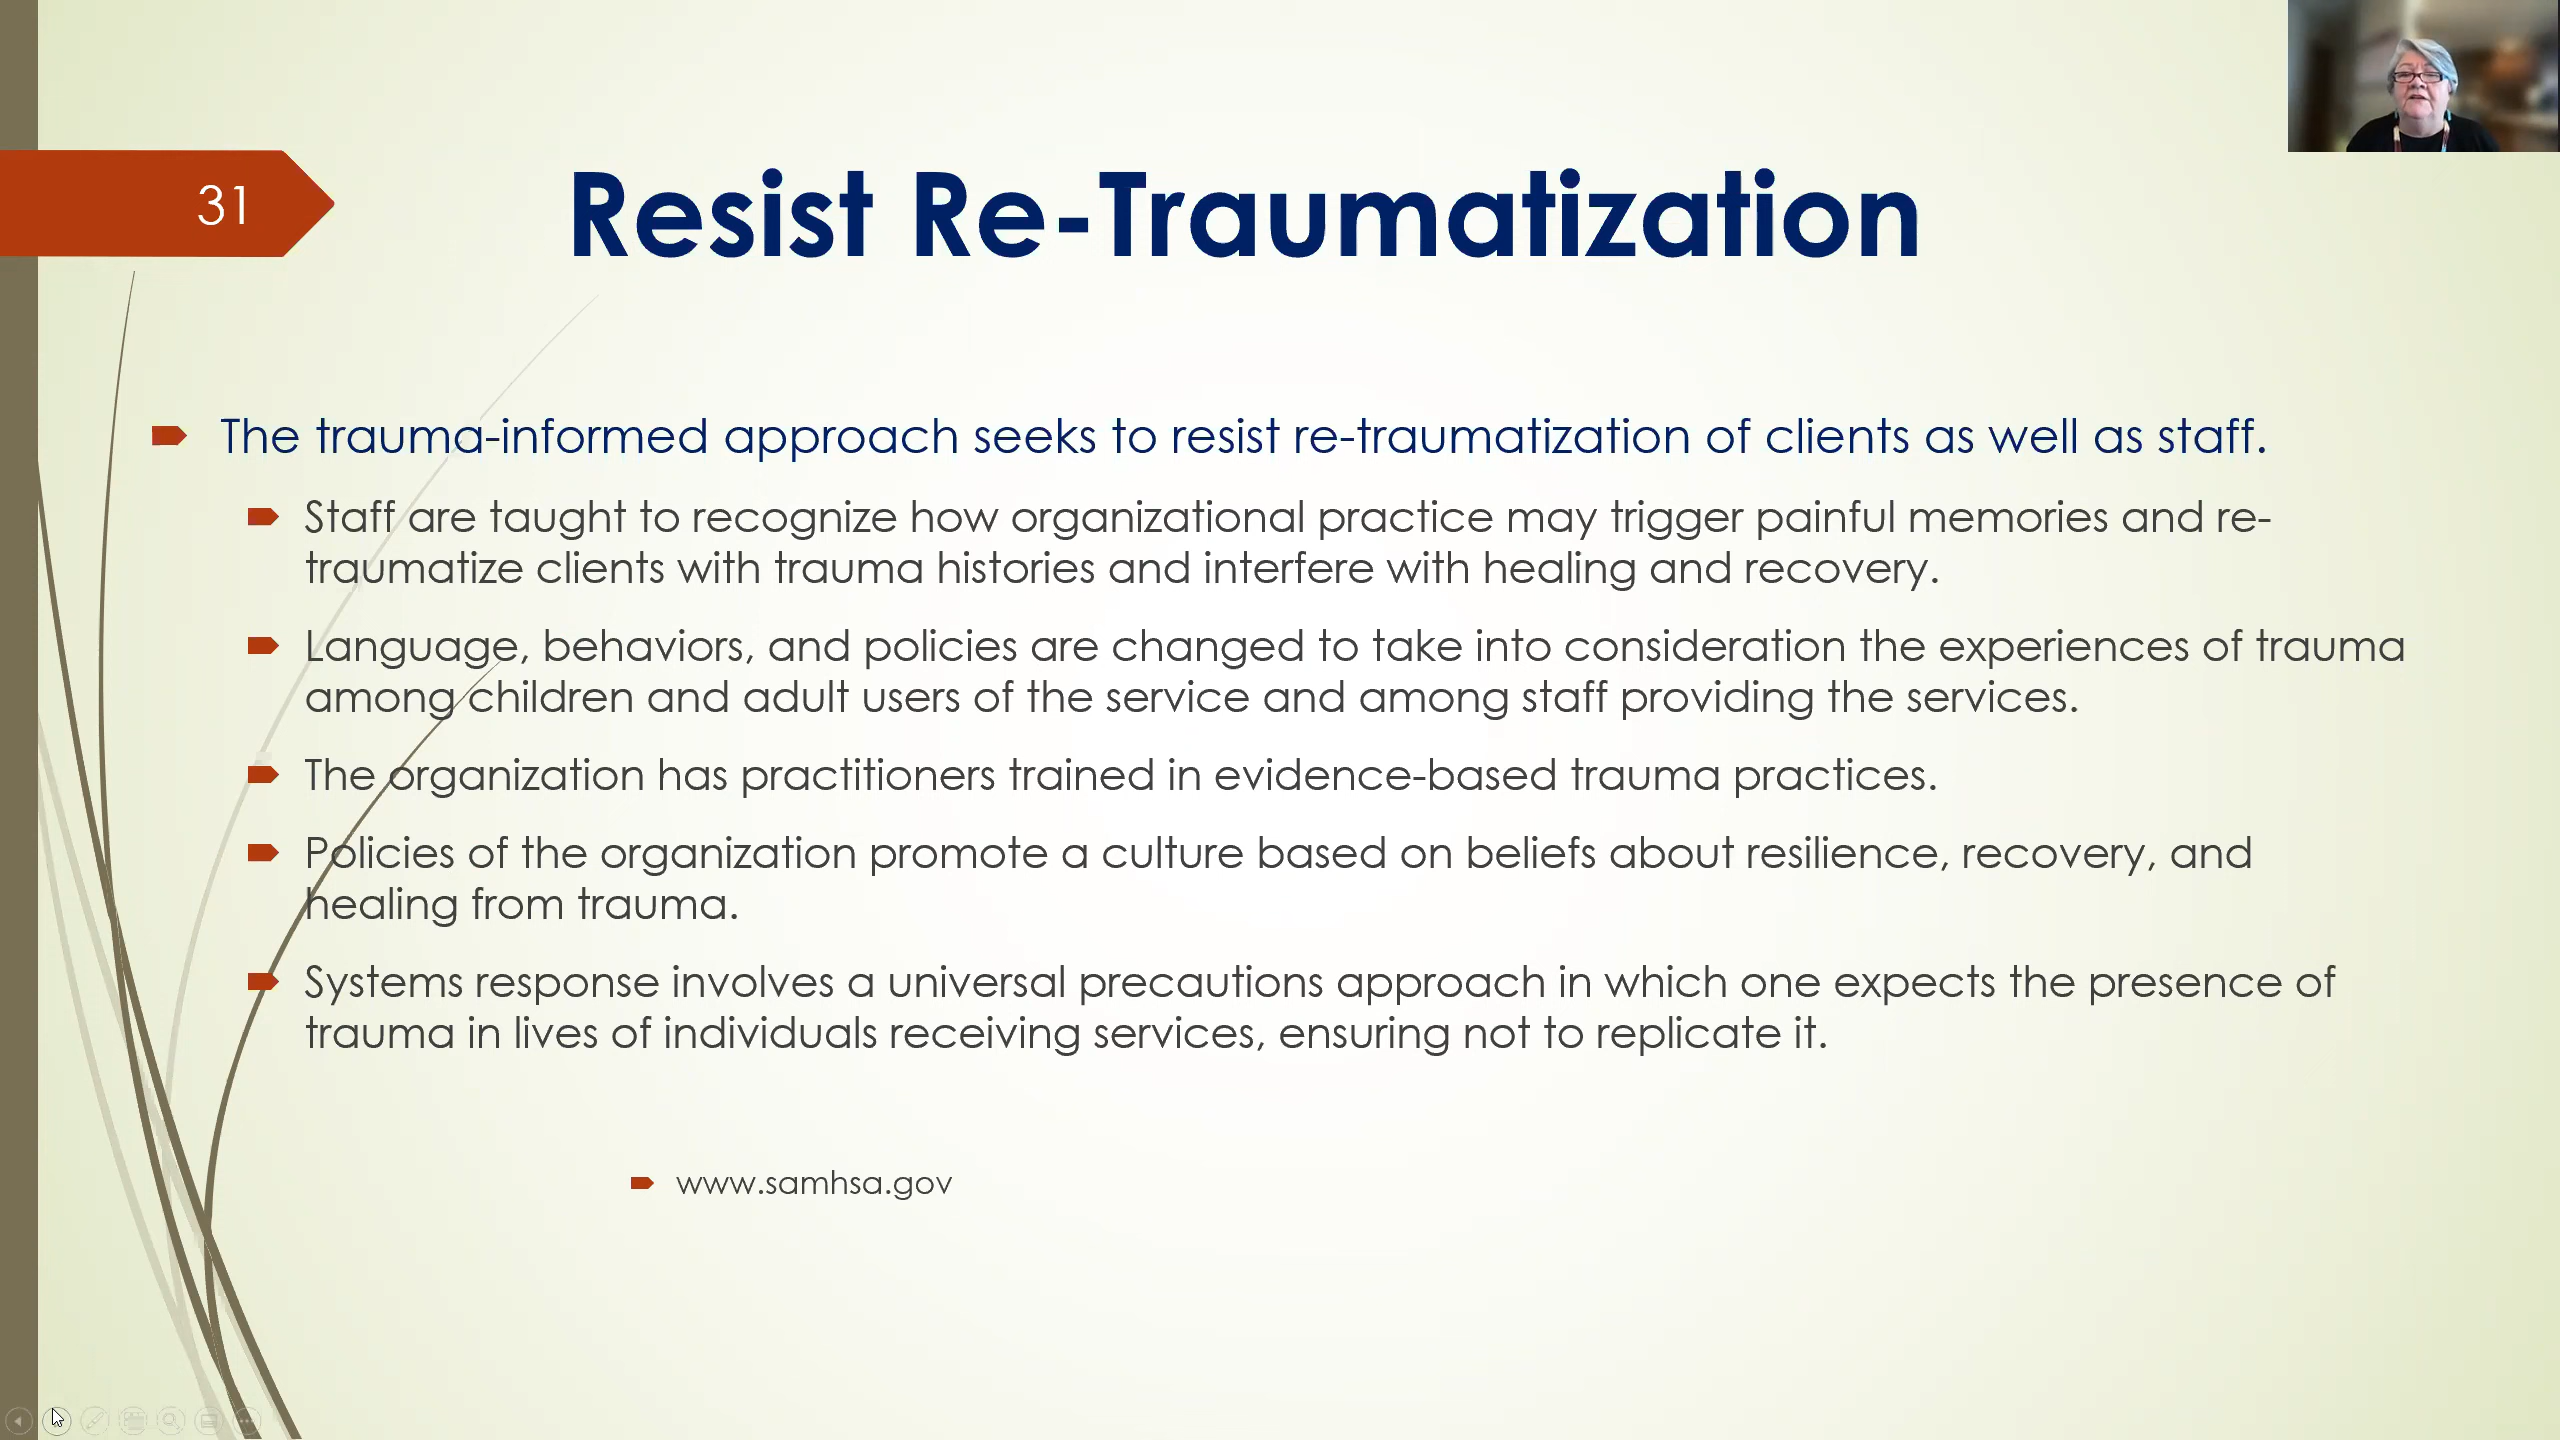 31
Resist Re-Traumatization
The trauma-informed approach seeks to resist re-traumatization of clients as well as staff.
Staff are taught to recognize how organizational practice may trigger painful memories and re-
traumatize clients with trauma histories and interfere with healing and recovery.
Language, behaviors, and policies are changed to take into consideration the experiences of trauma
among children and adult users of the service and among staff providing the services.
The organization has practitioners trained in evidence-based trauma practices.
Policies of the organization promote a culture based on beliefs about resilience, recovery, and
healing from trauma.
Systems response involves a universal precautions approach in which one expects the presence of
trauma in lives of individuals receiving services, ensuring not to replicate it.
www.samhsa.gov